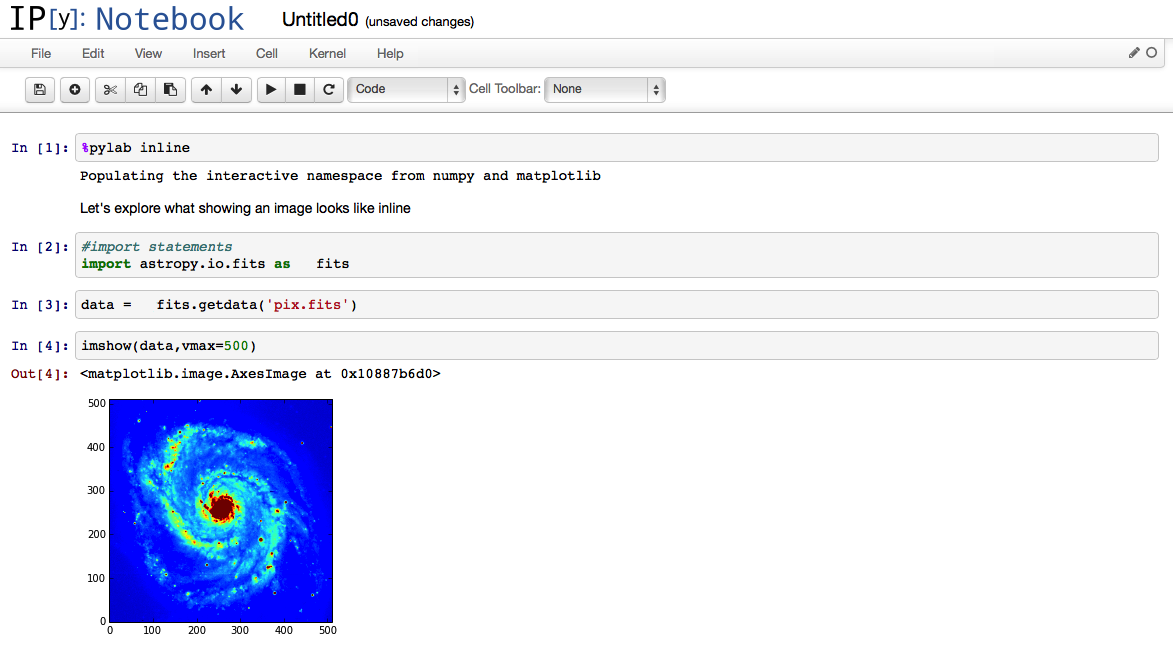 IP[y]: Notebook Untitled0 (unsaved changes)
File Edit View Insert Cell Kernel Help
Code Cell Toolbar: None
In [1]: %pylab inline
Populating the interactive namespace from numpy and matplotlib
Let's explore what showing an image looks like inline
In [2]: #import statements
import astropy.io.fits as   fits
In [3]: data =   fits.getdata('pix.fits')
In [4]: imshow(data,vmax=500)
Out[4]: <matplotlib.image.AxesImage at 0x10887b6d0>
500
400
300
200
100
0
0 100 200 300 400 500